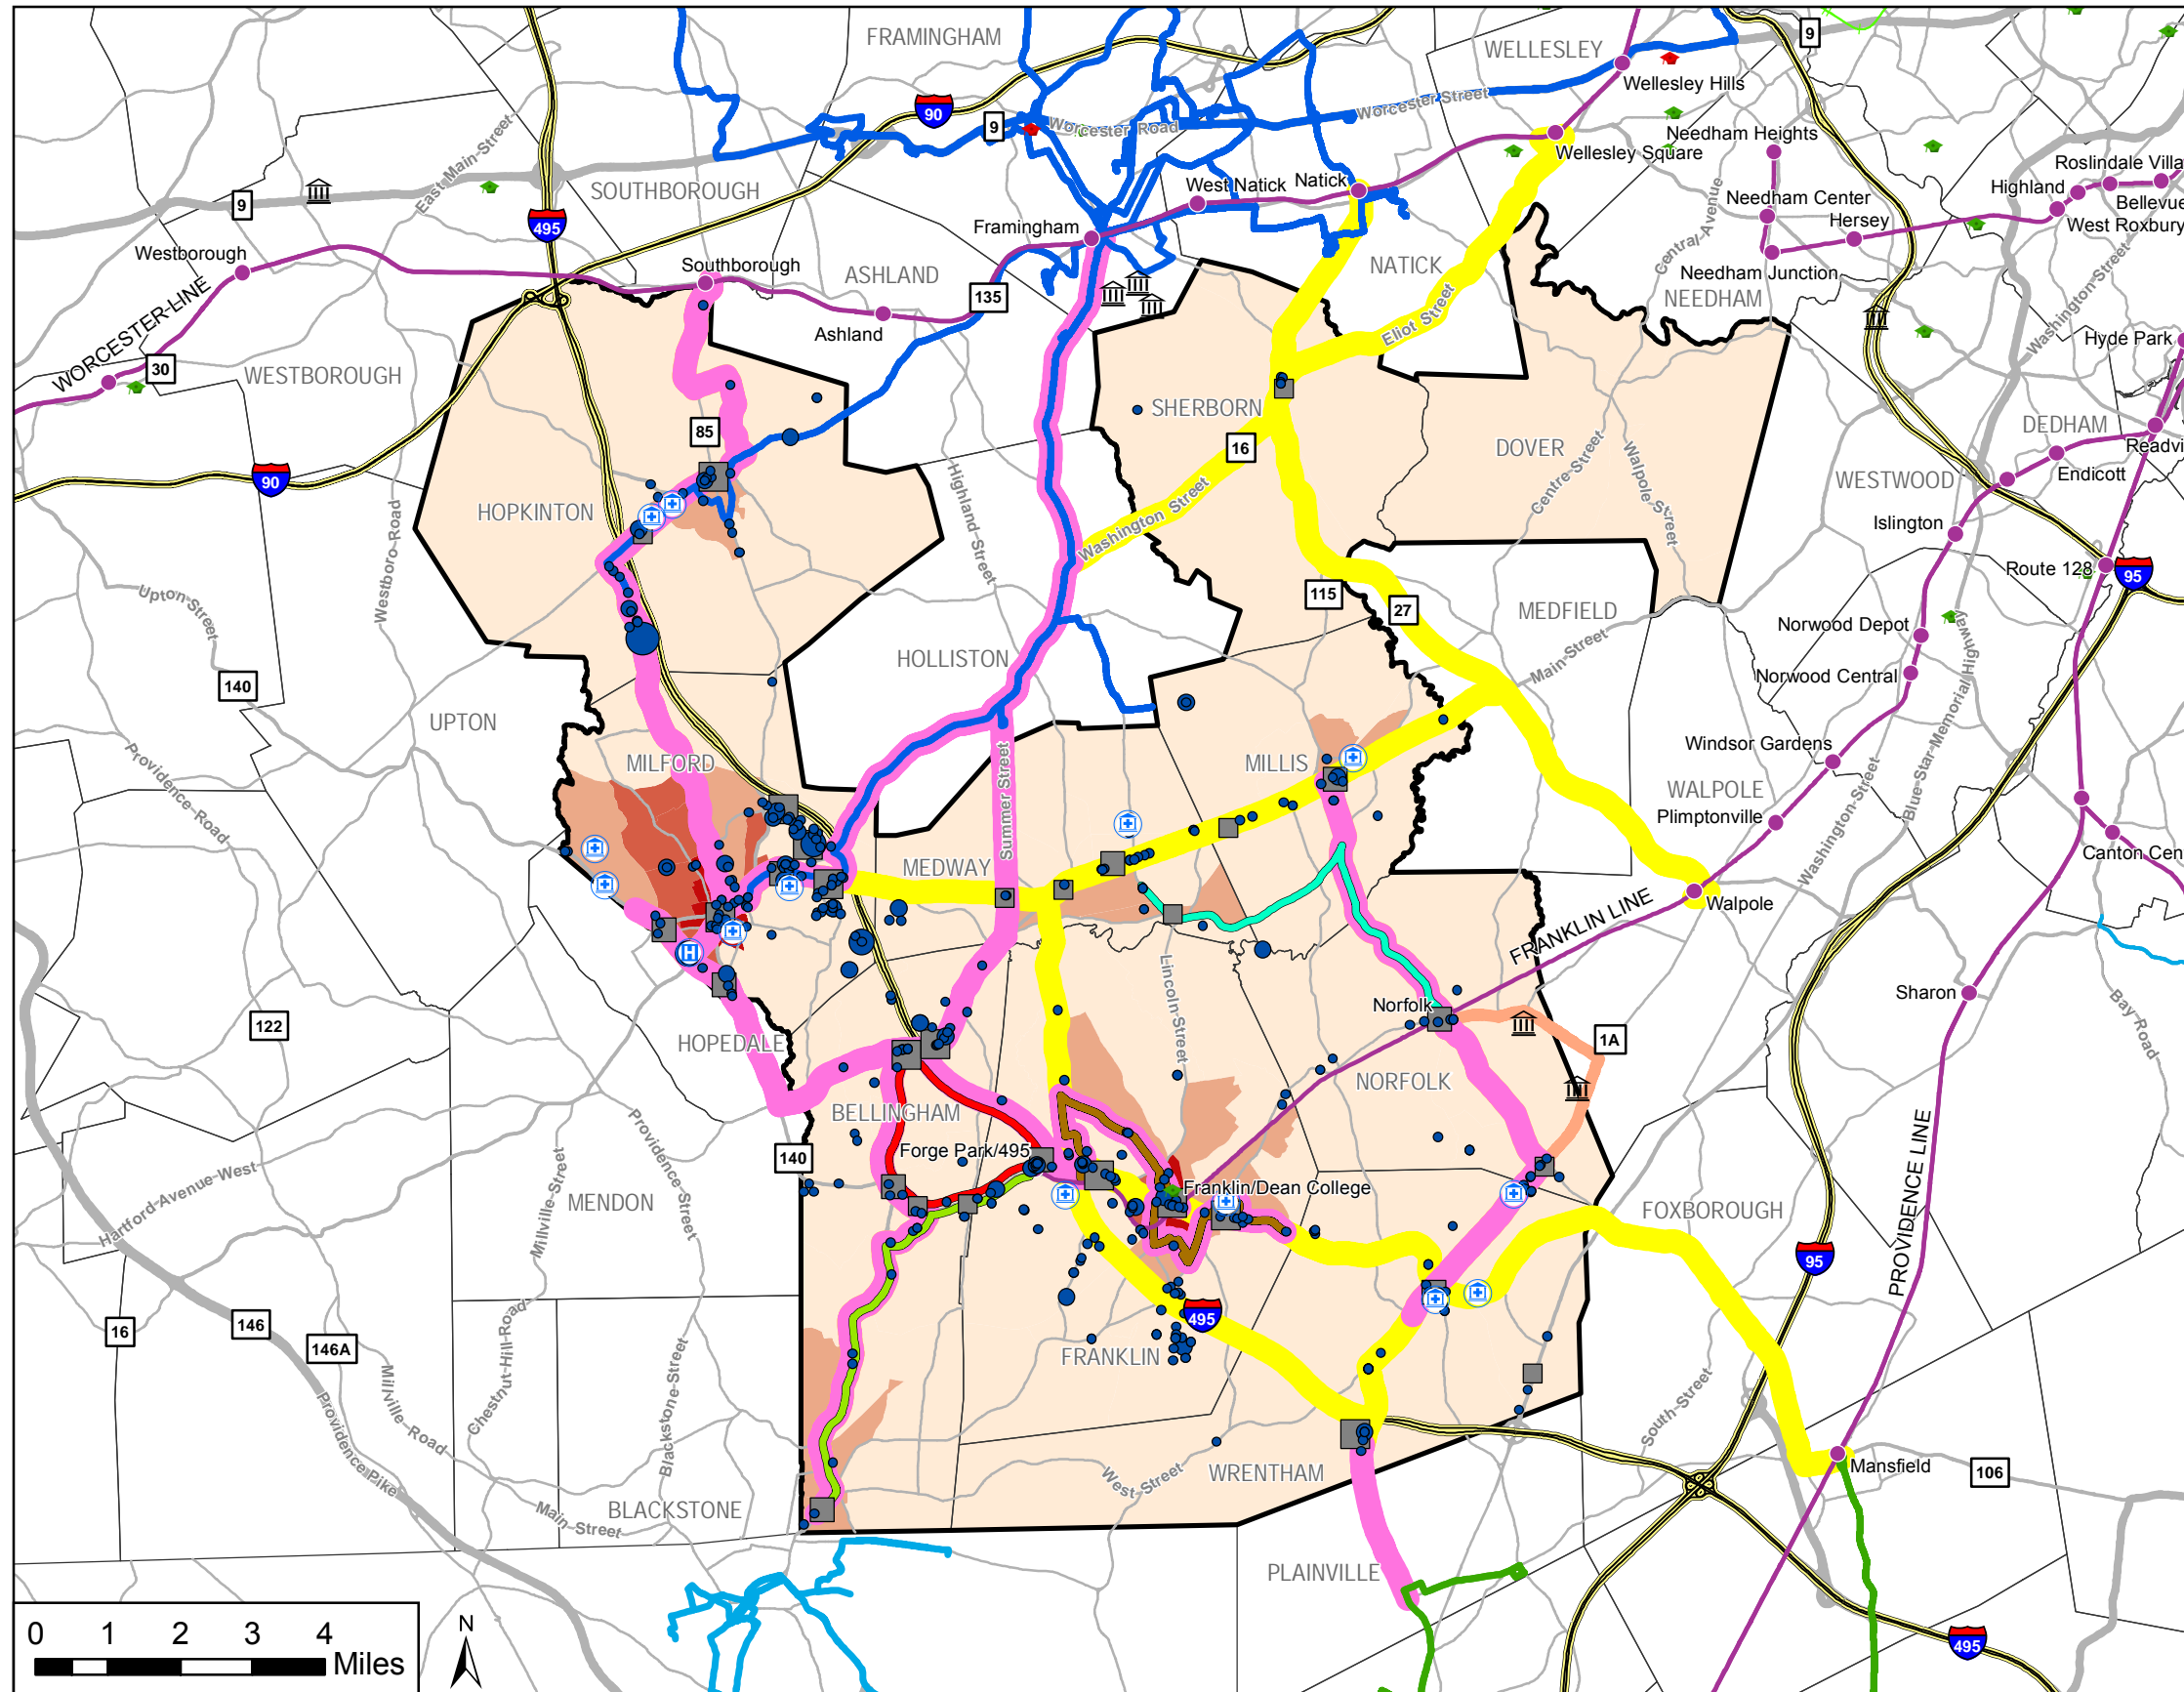 FRAMINGHAM
WELLESLEY
9
Wellesley Hills
90
9
Worcester Road
Worcester Street
East Main Street
Needham Heights
Wellesley Square
SOUTHBOROUGH
9
West Natick
Natick
Needham Center
Highland
Bellevue
West Roxbury
495
Framingham
Hersey
Central Avenue
Westborough
Southborough
ASHLAND
NATICK
Needham Junction
NEEDHAM
Washington Street
135
Ashland
Eliot Street
Hyde Park
WORCESTER LINE
30
WESTBOROUGH
SHERBORN
85
16
DOVER
Centre Street
Walpole Street
DEDHAM
90
WESTWOOD
Endicott
HOPKINTON
Highland Street
Washington Street
Islington
Westboro Road
Route 128
95
Upton Street
115
27
MEDFIELD
Norwood Depot
Main Street
HOLLISTON
Norwood Central
140
UPTON
Blue Star Memorial Highway
Providence Road
MILFORD
Summer Street
MILLIS
Windsor Gardens
WALPOLE
Plimptonville
Washington Street
MEDWAY
Canton Cen
Walpole
FRANKLIN LINE
Lincoln Street
Norfolk
Sharon
Bay Road
122
HOPEDALE
1A
NORFOLK
BELLINGHAM
Providence Street
Forge Park/495
140
Franklin/Dean College
Hartford Avenue West
Millville Street
MENDON
FOXBOROUGH
PROVIDENCE LINE
95
16
146
146A
495
FRANKLIN
Chestnut Hill Road
Blackstone Street
Millville Road
Providence Pike
South Street
West Street
WRENTHAM
Mansfield
106
BLACKSTONE
Main Street
PLAINVILLE
0 1 2 3 4
Miles
N
495
H